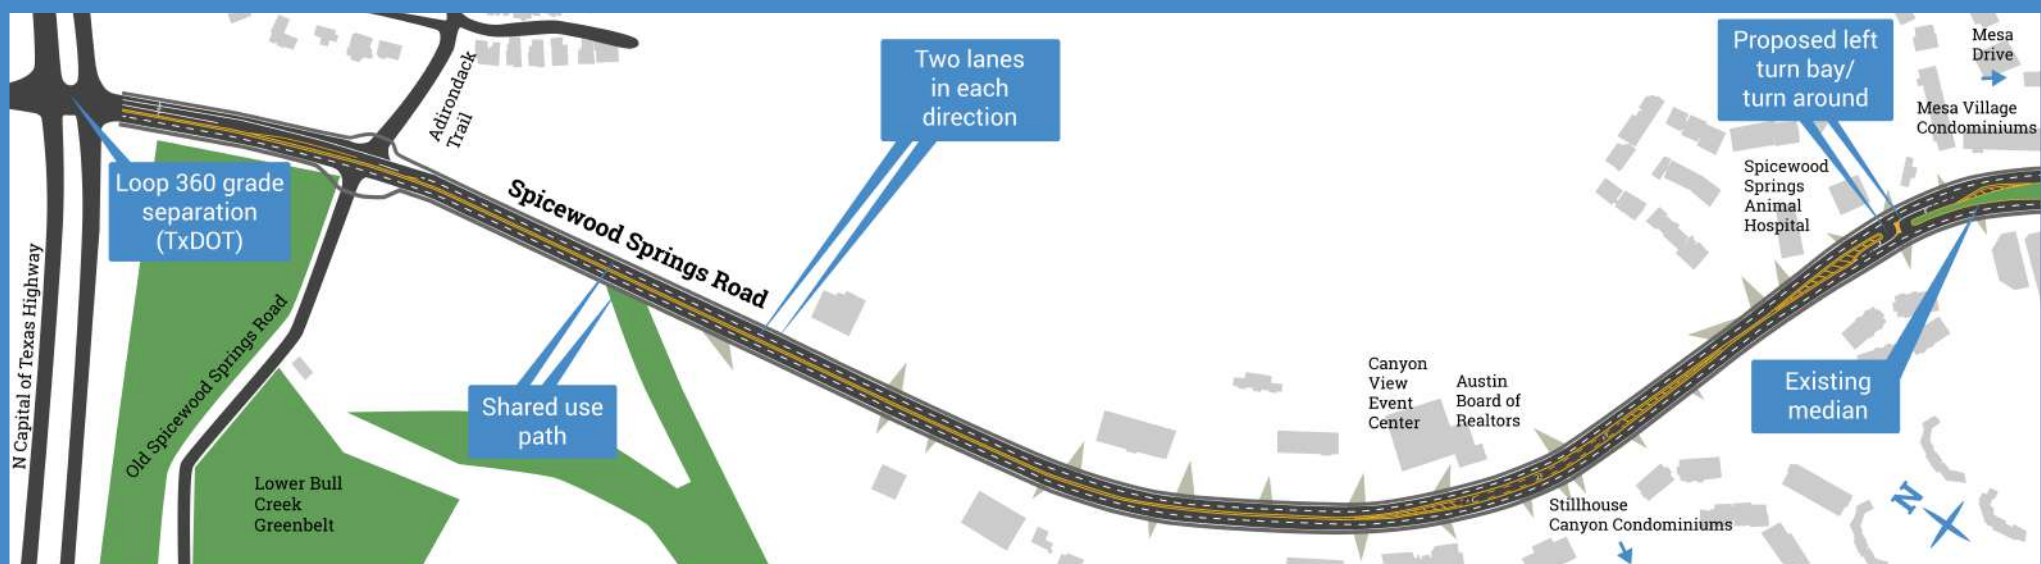 Loop 360 grade
separation
(TxDOT)
N Capital of Texas Highway
Old Spicewood Springs Road
Lower Bull
Creek
Greenbelt
Adirondack
Trail
Spicewood Springs Road
Shared use
path
Two lanes
in each
direction
Canyon
View
Event
Center
Austin
Board of
Realtors
Stillhouse
Canyon Condominiums
Proposed left
turn bay/
turn around
Spicewood
Springs
Animal
Hospital
Mesa
Drive
Mesa Village
Condominiums
Existing
median
N